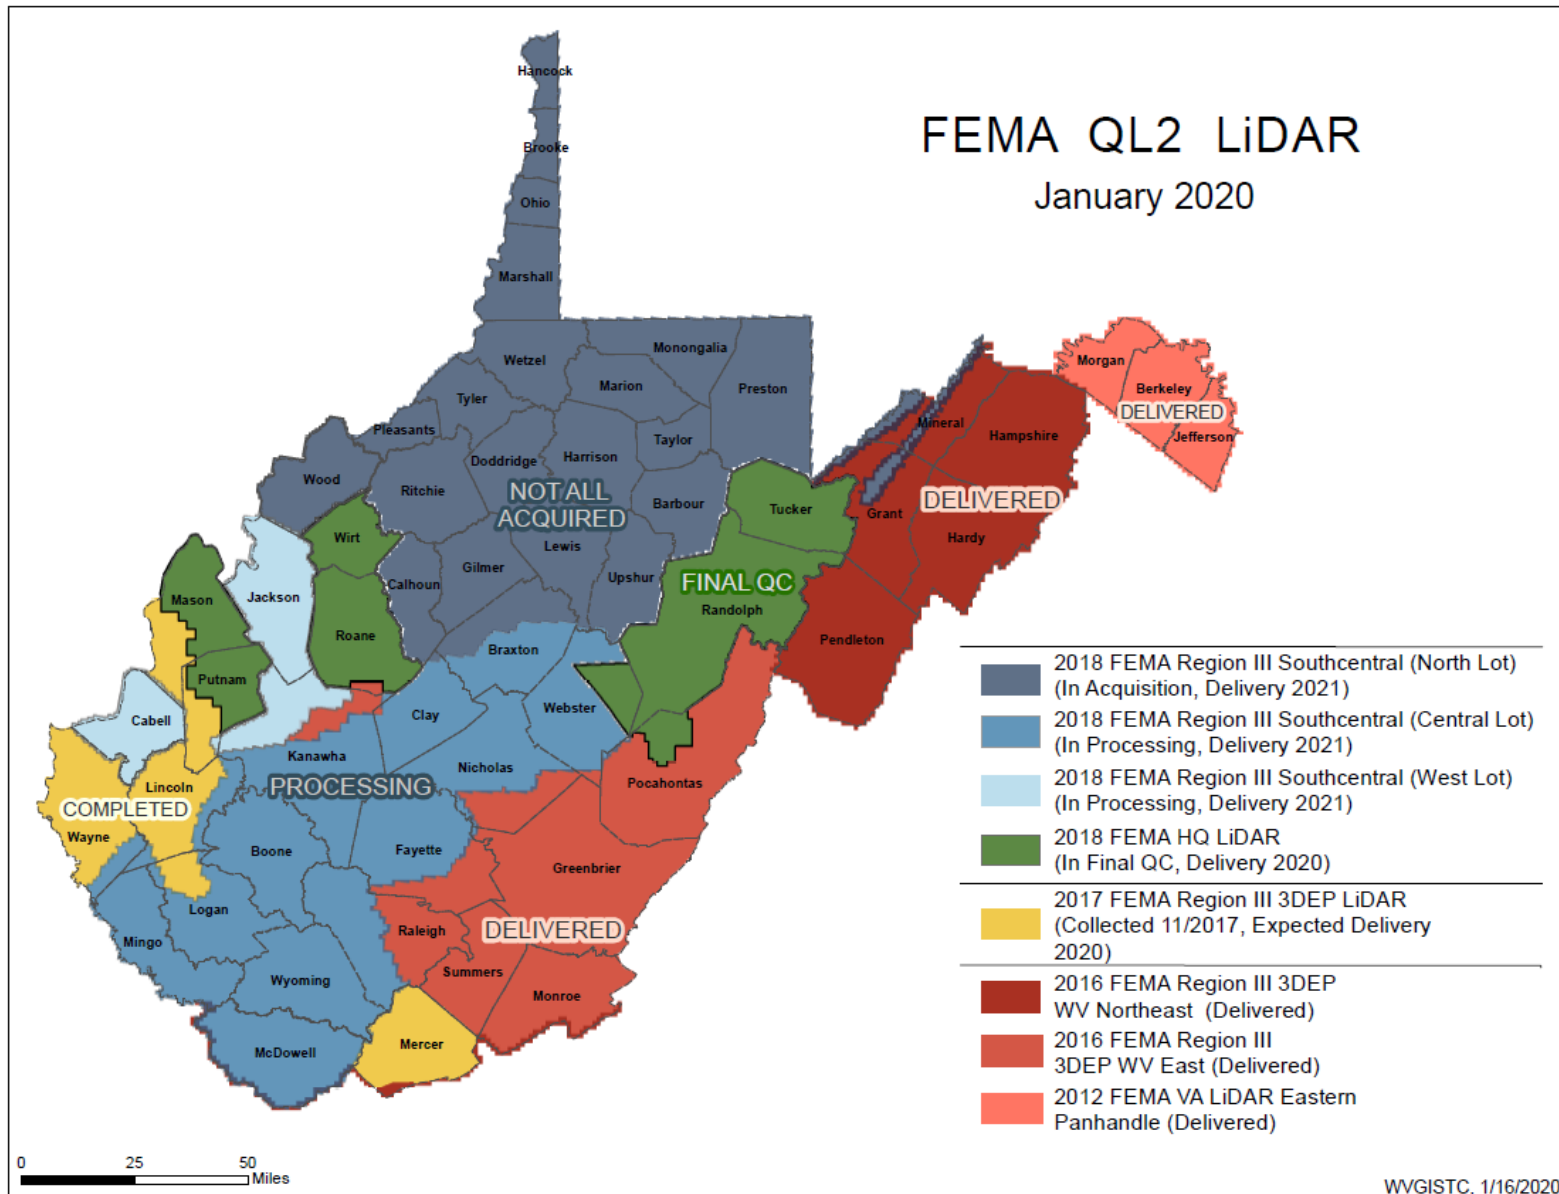 FEMA QL2 LiDAR
January 2020
Hancock
Brooke
Ohio
Marshall
Wetzel
Monongalia
Marion
Preston
Tyler
Pleasants
Taylor
Doddridge
Harrison
Wood
Ritchie
Barbour
NOT ALL
ACQUIRED
Lewis
Gilmer
Upshur
Calhoun
Morgan
Berkeley
DELIVERED
Jefferson
Mineral
Hampshire
DELIVERED
Grant
Hardy
Pendleton
Tucker
FINAL QC
Randolph
Wirt
Roane
Jackson
Mason
Putnam
Cabell
Braxton
Clay
Webster
Kanawha
Nicholas
PROCESSING
Pocahontas
Lincoln
COMPLETED
Wayne
Boone
Fayette
Greenbrier
Logan
Mingo
Raleigh
DELIVERED
Summers
Wyoming
Monroe
Mercer
McDowell
2018 FEMA Region III Southcentral (North Lot)
(In Acquisition, Delivery 2021)
2018 FEMA Region III Southcentral (Central Lot)
(In Processing, Delivery 2021)
2018 FEMA Region III Southcentral (West Lot)
(In Processing, Delivery 2021)
2018 FEMA HQ LiDAR
(In Final QC, Delivery 2020)
2017 FEMA Region III 3DEP LiDAR
(Collected 11/2017, Expected Delivery
2020)
2016 FEMA Region III 3DEP
WV Northeast (Delivered)
2016 FEMA Region III
3DEP WV East (Delivered)
2012 FEMA VA LiDAR Eastern
Panhandle (Delivered)
0 25 50
Miles
WVGISTC, 1/16/2020